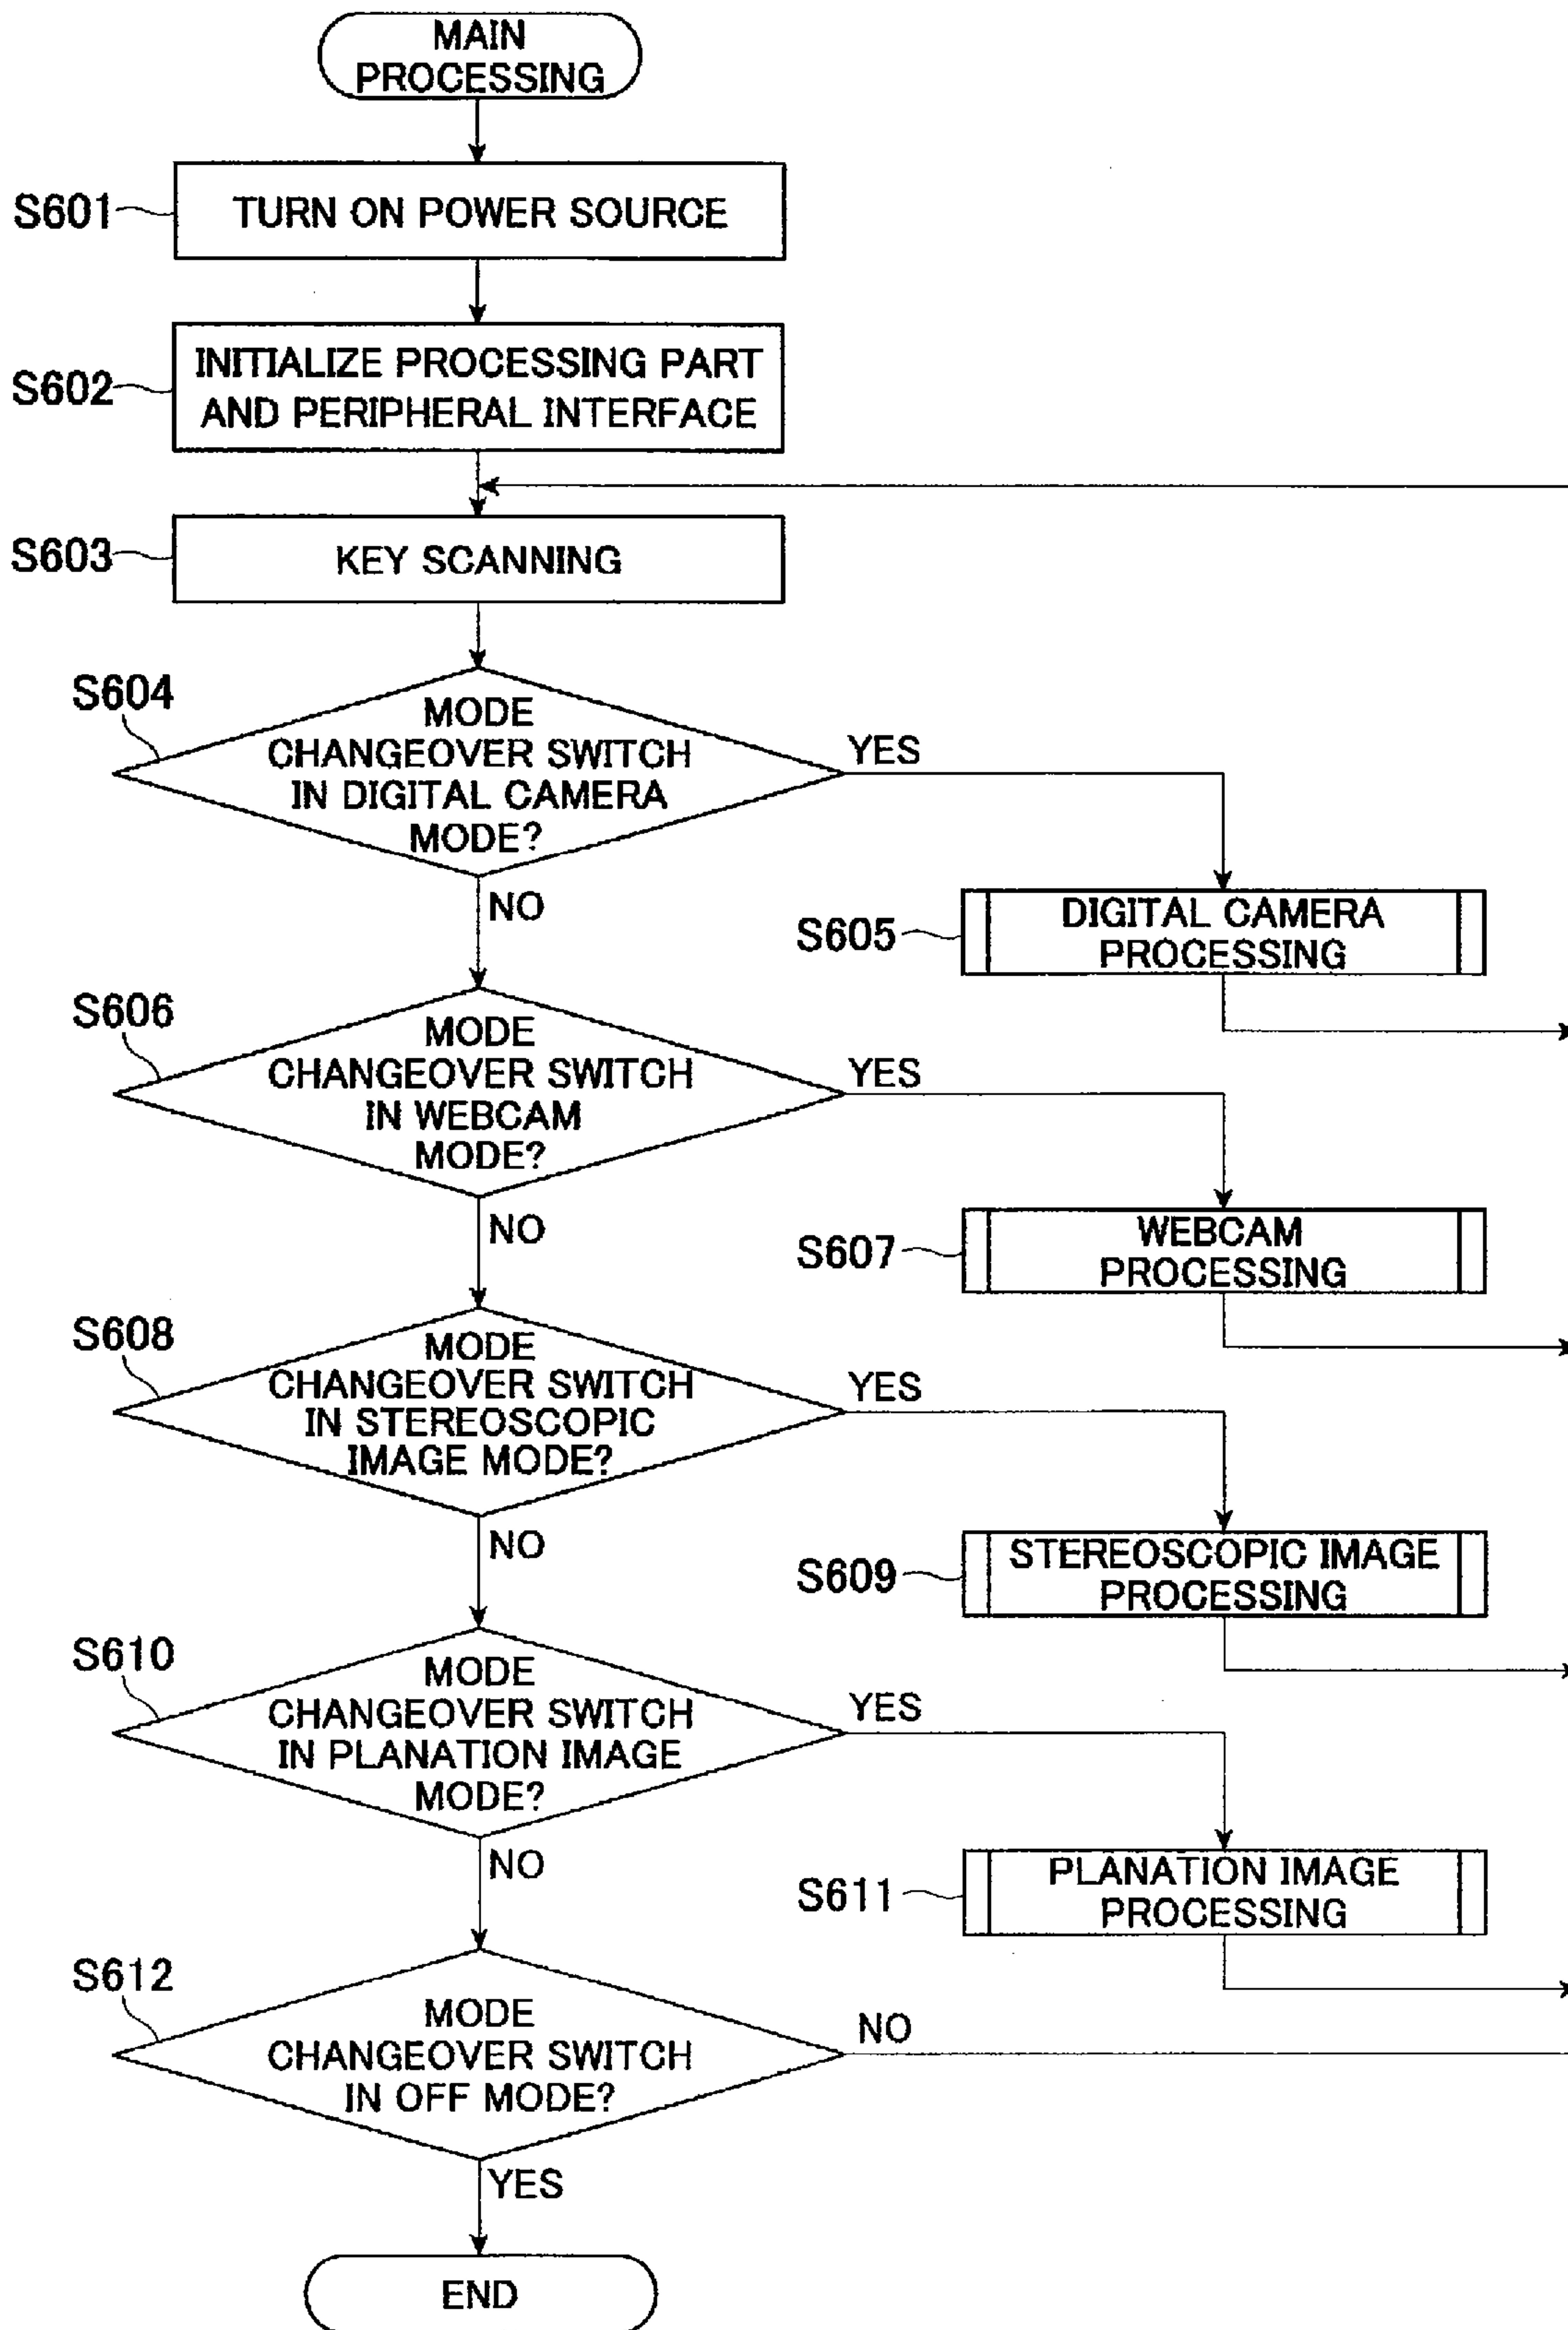 MAIN
PROCESSING
S601
TURN ON POWER SOURCE
S602
INITIALIZE PROCESSING PART
AND PERIPHERAL INTERFACE
S603
KEY SCANNING
S604
MODE
CHANGEOVER SWITCH
IN DIGITAL CAMERA
MODE?
YES
NO
S605
DIGITAL CAMERA
PROCESSING
S606
MODE
CHANGEOVER SWITCH
IN WEBCAM
MODE?
YES
NO
S607
WEBCAM
PROCESSING
S608
MODE
CHANGEOVER SWITCH
IN STEREOSCOPIC
IMAGE MODE?
YES
NO
S609
STEREOSCOPIC IMAGE
PROCESSING
S610
MODE
CHANGEOVER SWITCH
IN PLANATION IMAGE
MODE?
YES
NO
S611
PLANATION IMAGE
PROCESSING
S612
MODE
CHANGEOVER SWITCH
IN OFF MODE?
NO
YES
END